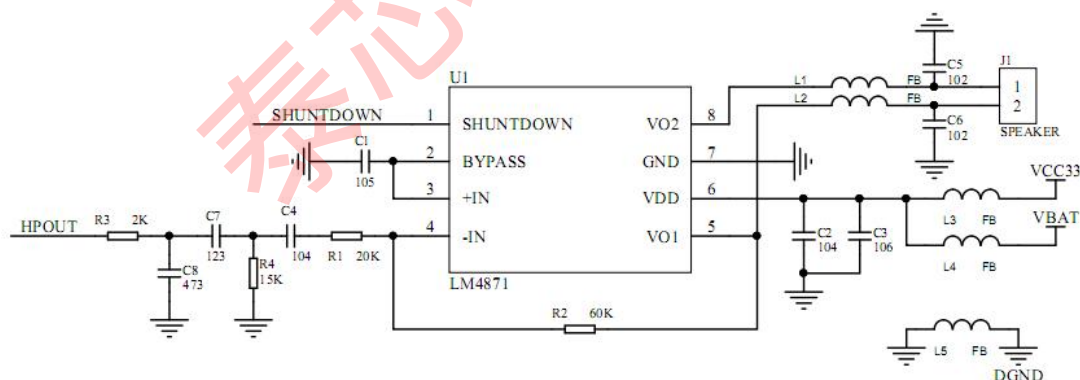 泰芯
U1
SHUNTDOWN
1
SHUNTDOWN
C1
105
2
BYPASS
3
+IN
HPOUT
R3 2K
C7
123
C4
104
R1 20K
4
-IN
C8
473
R4
15K
LM4871
R2 60K
VO2
8
GND
7
VDD
6
VO1
5
L1
FB
L2
FB
C5
102
C6
102
J1
1
2
SPEAKER
VCC33
L3 FB
VBAT
L4 FB
C2
104
C3
106
L5 FB
DGND